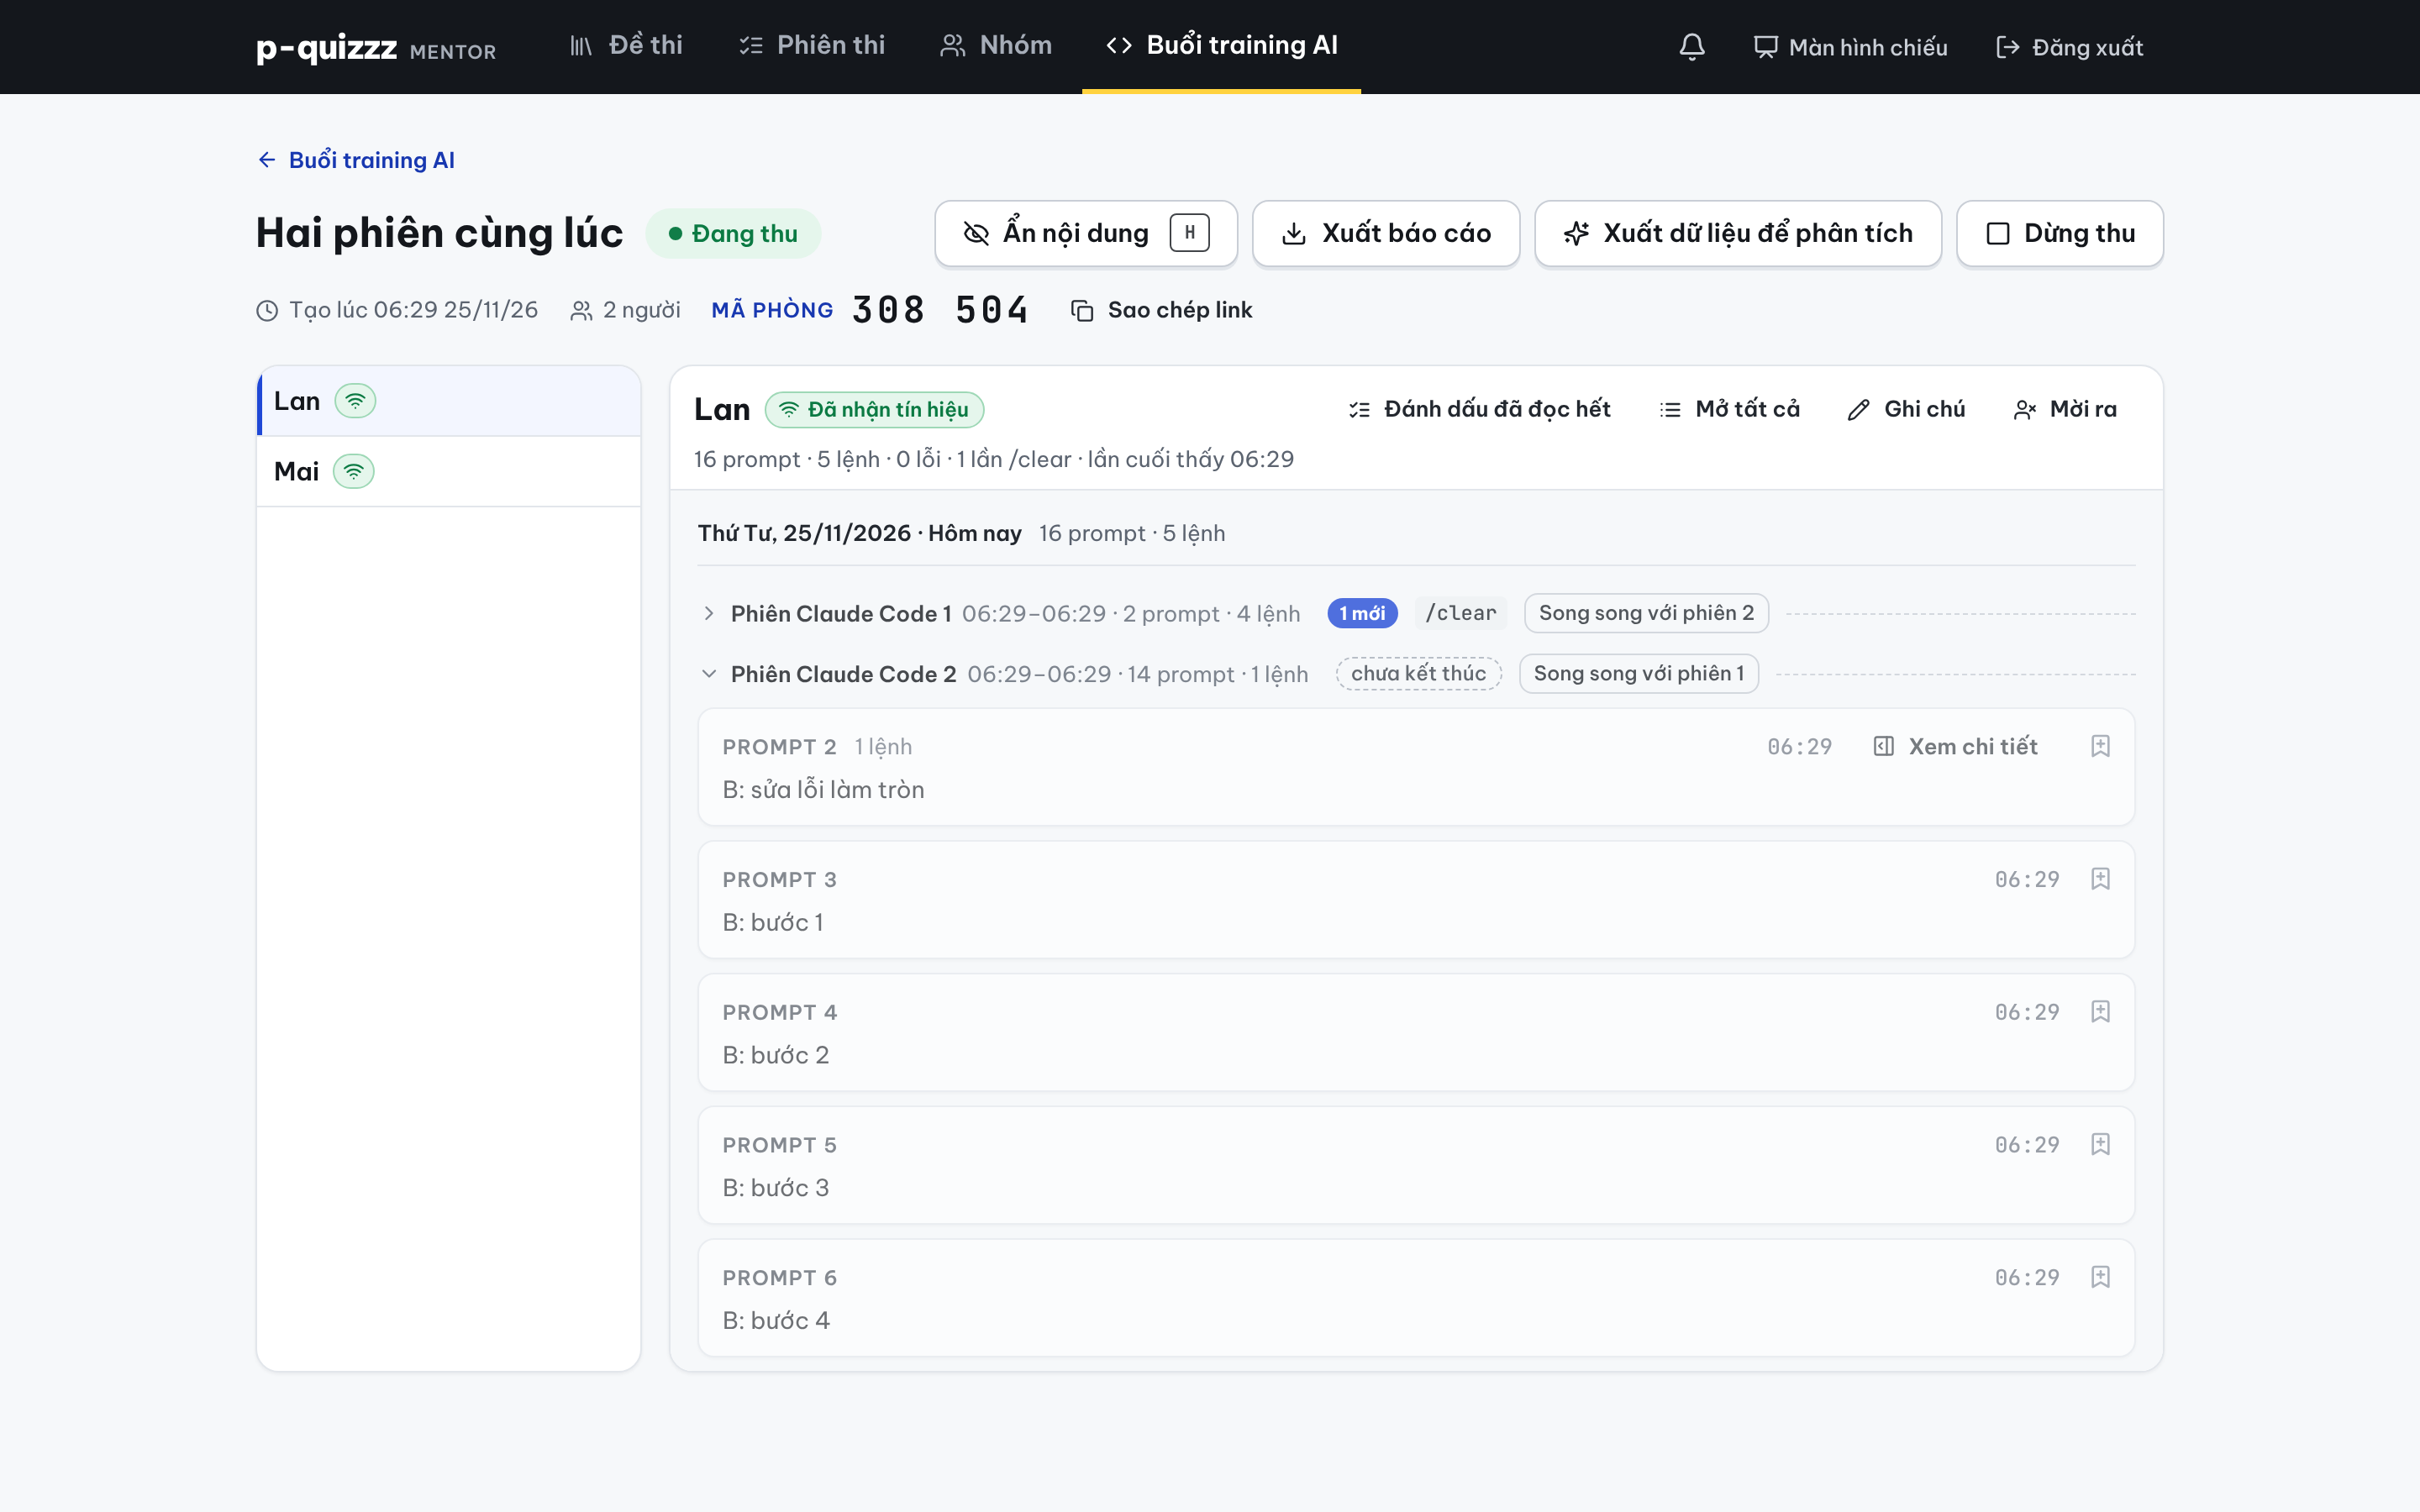 p-quizzz MENTOR Đề thi Phiên thi Nhóm Buổi training AI Màn hình chiếu Đăng xuất
Buổi training AI
Hai phiên cùng lúc Đang thu Ẩn nội dung H Xuất báo cáo Xuất dữ liệu để phân tích Dừng thu
Tạo lúc 06:29 25/11/26 2 người MÃ PHÒNG 308 504 Sao chép link
Lan
Mai
Lan Đã nhận tín hiệu Đánh dấu đã đọc hết Mở tất cả Ghi chú Mời ra
16 prompt · 5 lệnh · 0 lỗi · 1 lần /clear · lần cuối thấy 06:29
Thứ Tư, 25/11/2026 · Hôm nay 16 prompt · 5 lệnh
Phiên Claude Code 1 06:29–06:29 · 2 prompt · 4 lệnh 1 mới /clear Song song với phiên 2
Phiên Claude Code 2 06:29–06:29 · 14 prompt · 1 lệnh chưa kết thúc Song song với phiên 1
PROMPT 2 1 lệnh 06:29 Xem chi tiết
B: sửa lỗi làm tròn
PROMPT 3 06:29
B: bước 1
PROMPT 4 06:29
B: bước 2
PROMPT 5 06:29
B: bước 3
PROMPT 6 06:29
B: bước 4